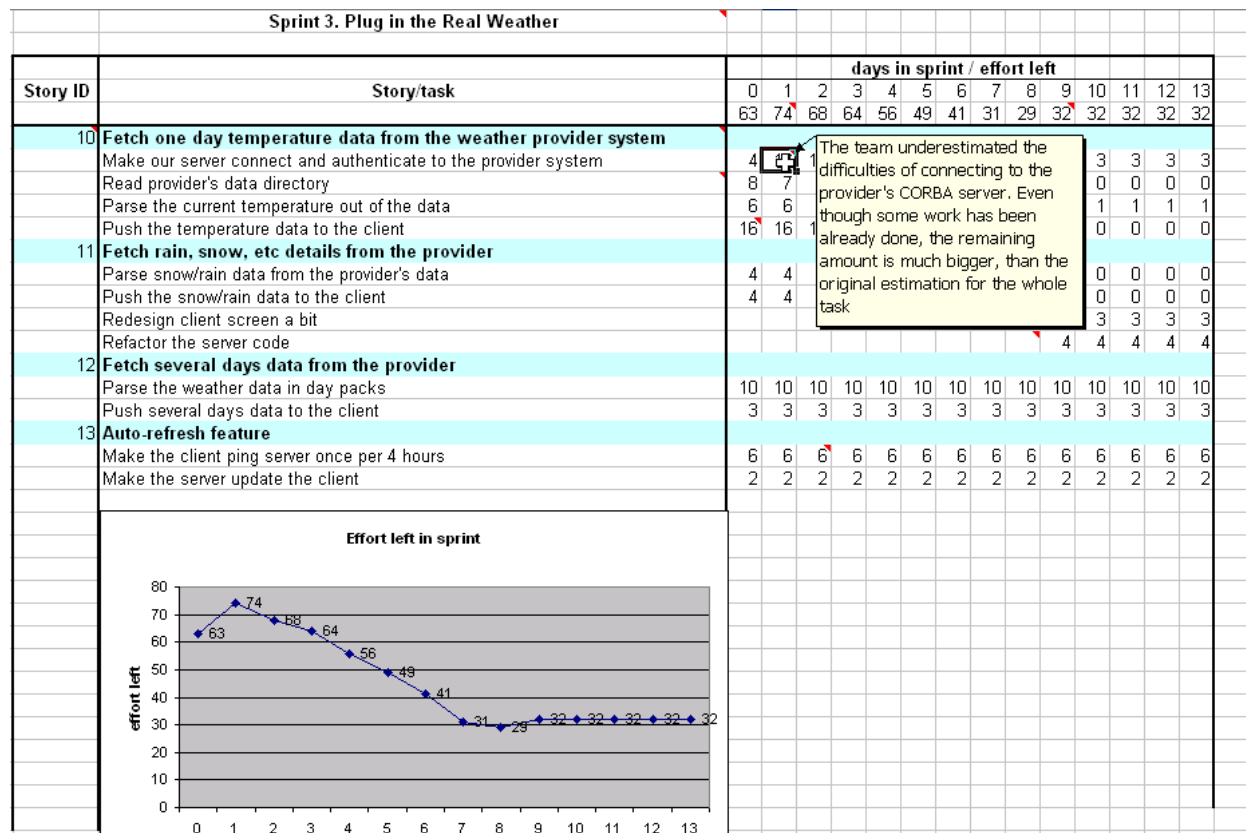 Sprint 3. Plug in the Real Weather
days in sprint / effort left
Story ID Story/task 0 1 2 3 4 5 6 7 8 9 10 11 12 13
63 74 68 64 56 49 41 31 29 32 32 32 32 32
10 Fetch one day temperature data from the weather provider system
Make our server connect and authenticate to the provider system 4 3 3 3 3
Read provider's data directory 8 7 0 0 0 0
Parse the current temperature out of the data 6 6 1 1 1 1
Push the temperature data to the client 16 16 1 0 0 0 0
The team underestimated the
difficulties of connecting to the
provider's CORBA server. Even
though some work has been
already done, the remaining
amount is much bigger, than the
original estimation for the whole
task
11 Fetch rain, snow, etc details from the provider
Parse snow/rain data from the provider's data 4 4 0 0 0 0
Push the snow/rain data to the client 4 4 0 0 0 0
Redesign client screen a bit 3 3 3 3
Refactor the server code 4 4 4 4 4
12 Fetch several days data from the provider
Parse the weather data in day packs 10 10 10 10 10 10 10 10 10 10 10 10 10 10
Push several days data to the client 3 3 3 3 3 3 3 3 3 3 3 3 3 3
13 Auto-refresh feature
Make the client ping server once per 4 hours 6 6 6 6 6 6 6 6 6 6 6 6 6 6
Make the server update the client 2 2 2 2 2 2 2 2 2 2 2 2 2 2
Effort left in sprint
effort left
80
70
60
50
40
30
20
10
0
63 74 68 64 56 49 41 31 29 32 32 32 32 32
0 1 2 3 4 5 6 7 8 9 10 11 12 13